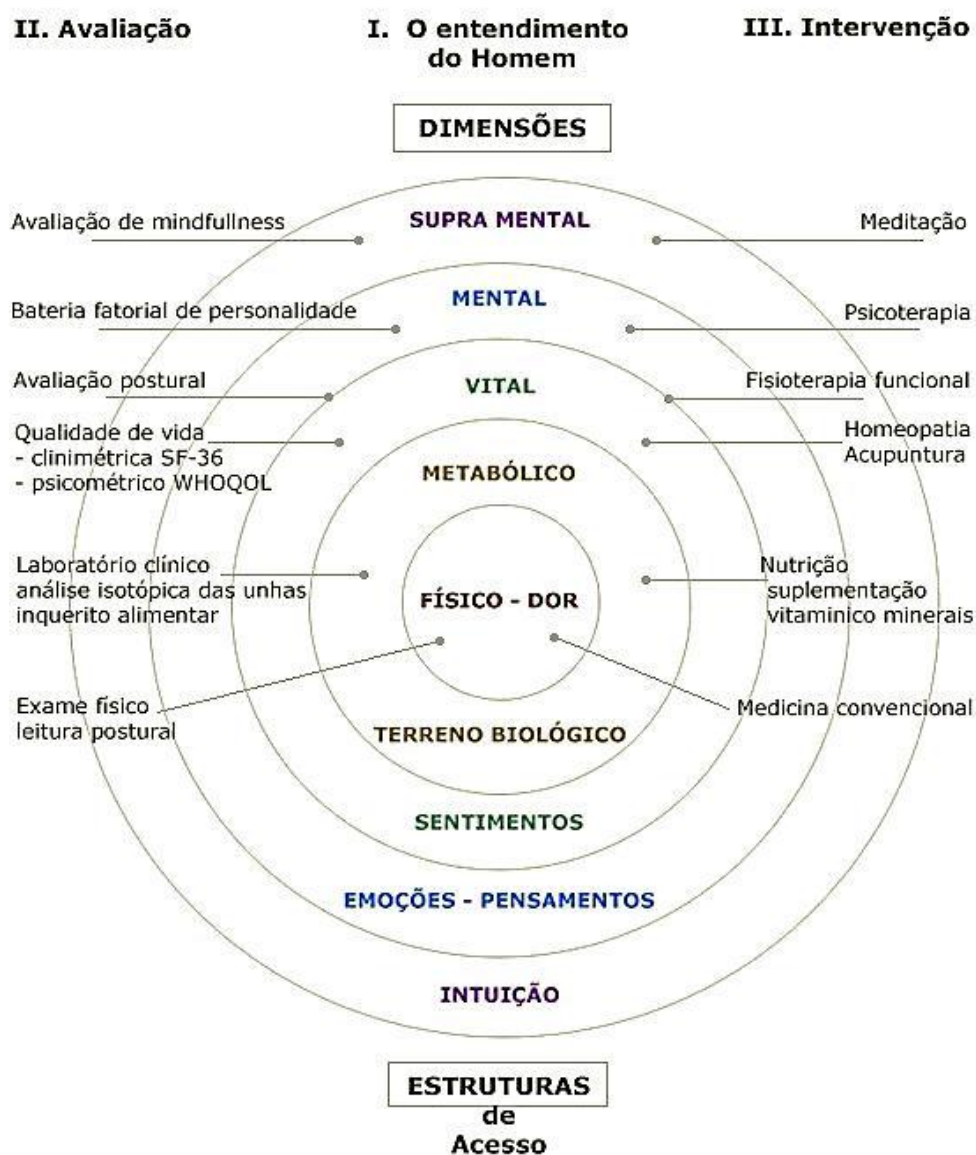 II. Avaliação
I. O entendimento
do Homem
III. Intervenção
DIMENSÕES
SUPRA MENTAL
Avaliação de mindfullness
Meditação
MENTAL
Bateria fatorial de personalidade
Psicoterapia
Avaliação postural
VITAL
Fisioterapia funcional
Qualidade de vida
- clinimétrica SF-36
- psicométrico WHOQOL
Homeopatia
Acupuntura
METABÓLICO
Laboratório clínico
análise isotópica das unhas
inquerito alimentar
FÍSICO - DOR
Nutrição
suplementação
vitaminico minerais
Exame físico
leitura postural
Medicina convencional
TERRENO BIOLÓGICO
SENTIMENTOS
EMOÇÕES - PENSAMENTOS
INTUIÇÃO
ESTRUTURAS
de
Acesso